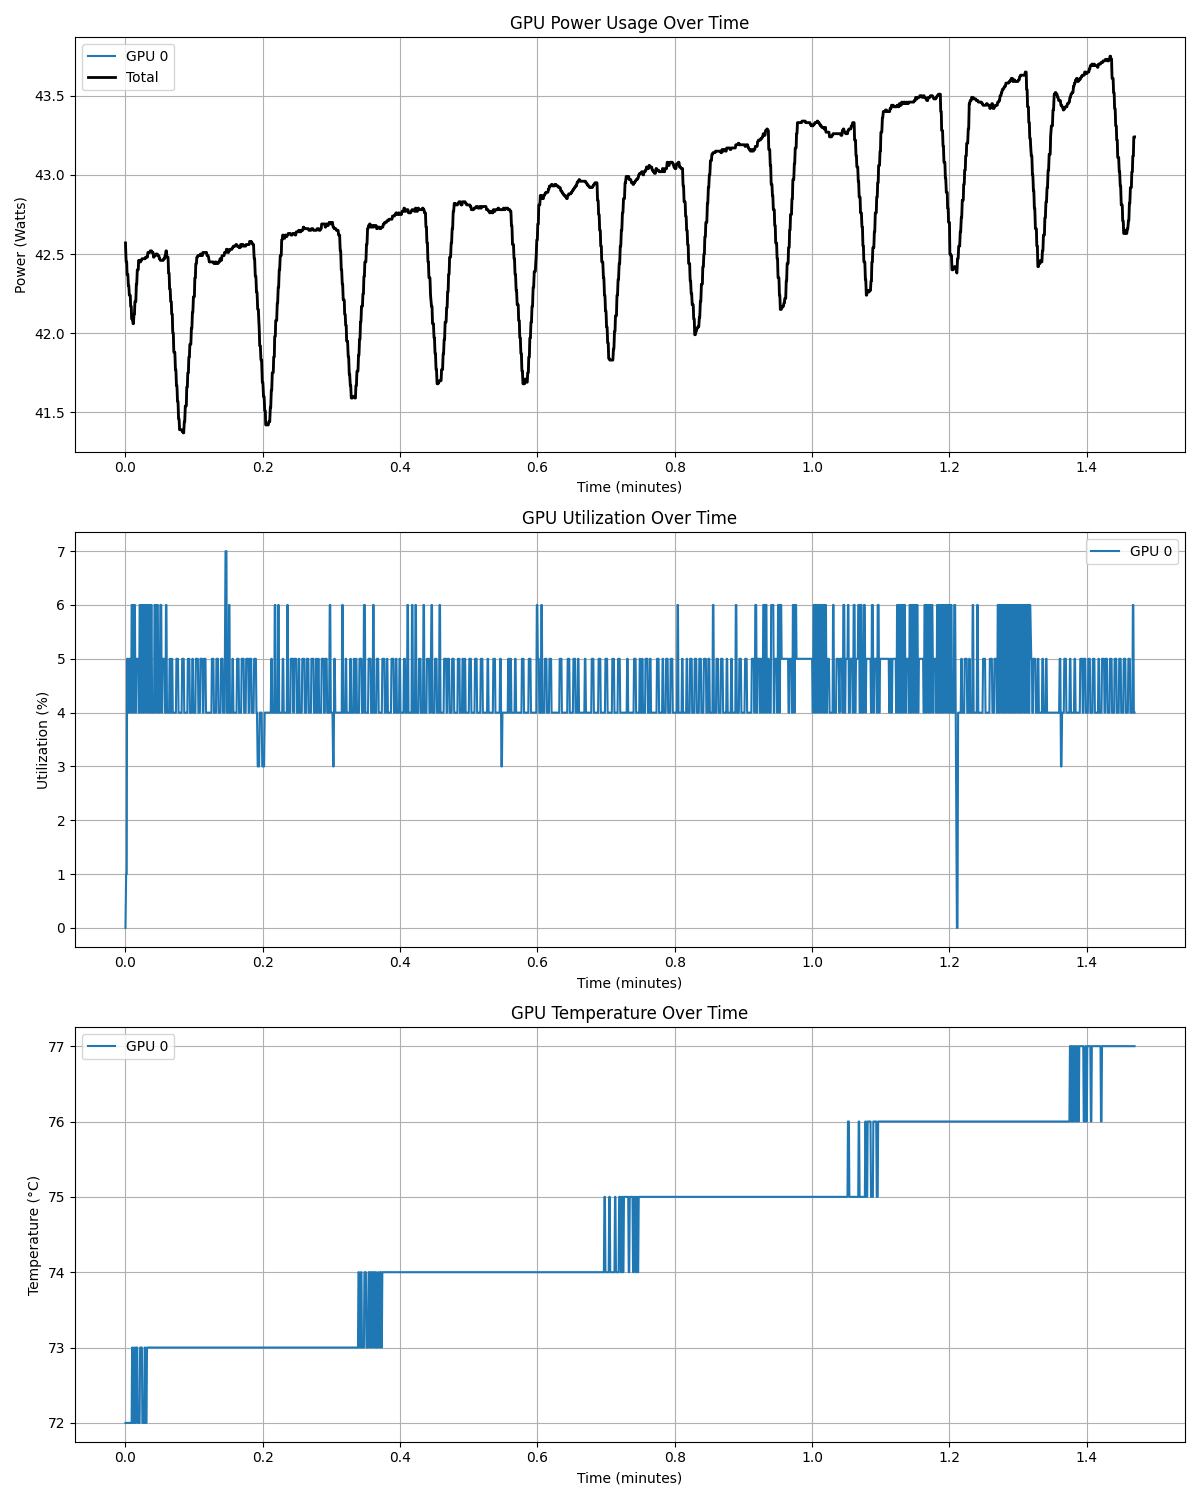 GPU Power Usage Over Time
GPU 0
Total
Power (Watts)
43.5
43.0
42.5
42.0
41.5
0.0 0.2 0.4 0.6 0.8 1.0 1.2 1.4
Time (minutes)
GPU Utilization Over Time
GPU 0
Utilization (%)
7
6
5
4
3
2
1
0
0.0 0.2 0.4 0.6 0.8 1.0 1.2 1.4
Time (minutes)
GPU Temperature Over Time
GPU 0
Temperature (°C)
77
76
75
74
73
72
0.0 0.2 0.4 0.6 0.8 1.0 1.2 1.4
Time (minutes)